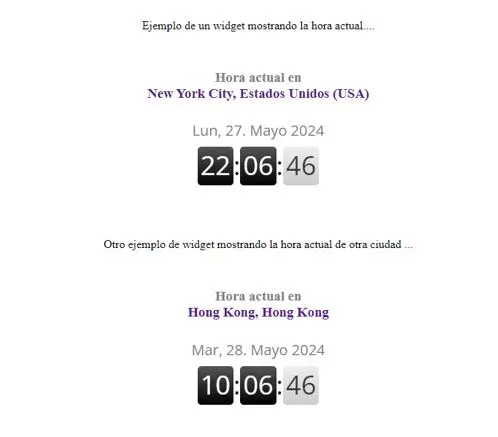 Ejemplo de un widget mostrando la hora actual....
Hora actual en
New York City, Estados Unidos (USA)
Lun, 27. Mayo 2024
22:06:46
Otro ejemplo de widget mostrando la hora actual de otra ciudad ...
Hora actual en
Hong Kong, Hong Kong
Mar, 28. Mayo 2024
10:06:46